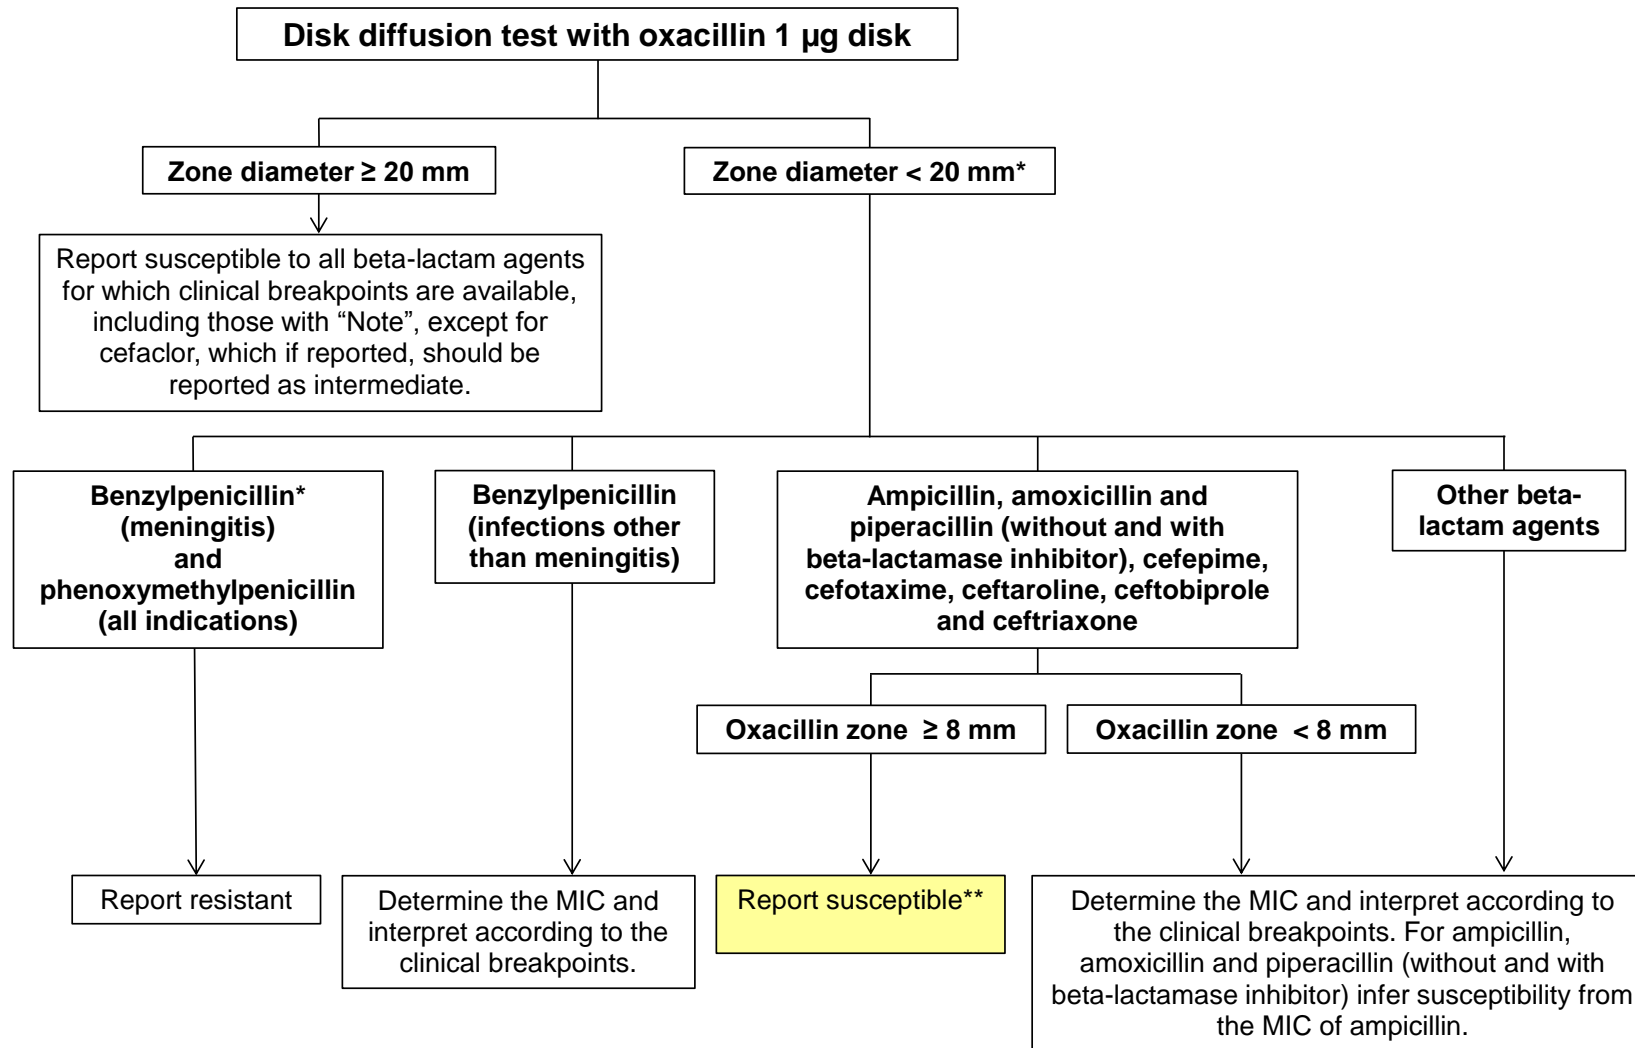 Disk diffusion test with oxacillin 1 µg disk
Zone diameter ≥ 20 mm
Zone diameter < 20 mm*
Report susceptible to all beta-lactam agents
for which clinical breakpoints are available,
including those with “Note”, except for
cefaclor, which if reported, should be
reported as intermediate.
Benzylpenicillin*
(meningitis)
and
phenoxymethylpenicillin
(all indications)
Benzylpenicillin
(infections other
than meningitis)
Ampicillin, amoxicillin and
piperacillin (without and with
beta-lactamase inhibitor), cefepime,
cefotaxime, ceftaroline, ceftobiprole
and ceftriaxone
Other beta-
lactam agents
Oxacillin zone ≥ 8 mm
Oxacillin zone < 8 mm
Report resistant
Determine the MIC and
interpret according to the
clinical breakpoints.
Report susceptible**
Determine the MIC and interpret according to
the clinical breakpoints. For ampicillin,
amoxicillin and piperacillin (without and with
beta-lactamase inhibitor) infer susceptibility from
the MIC of ampicillin.